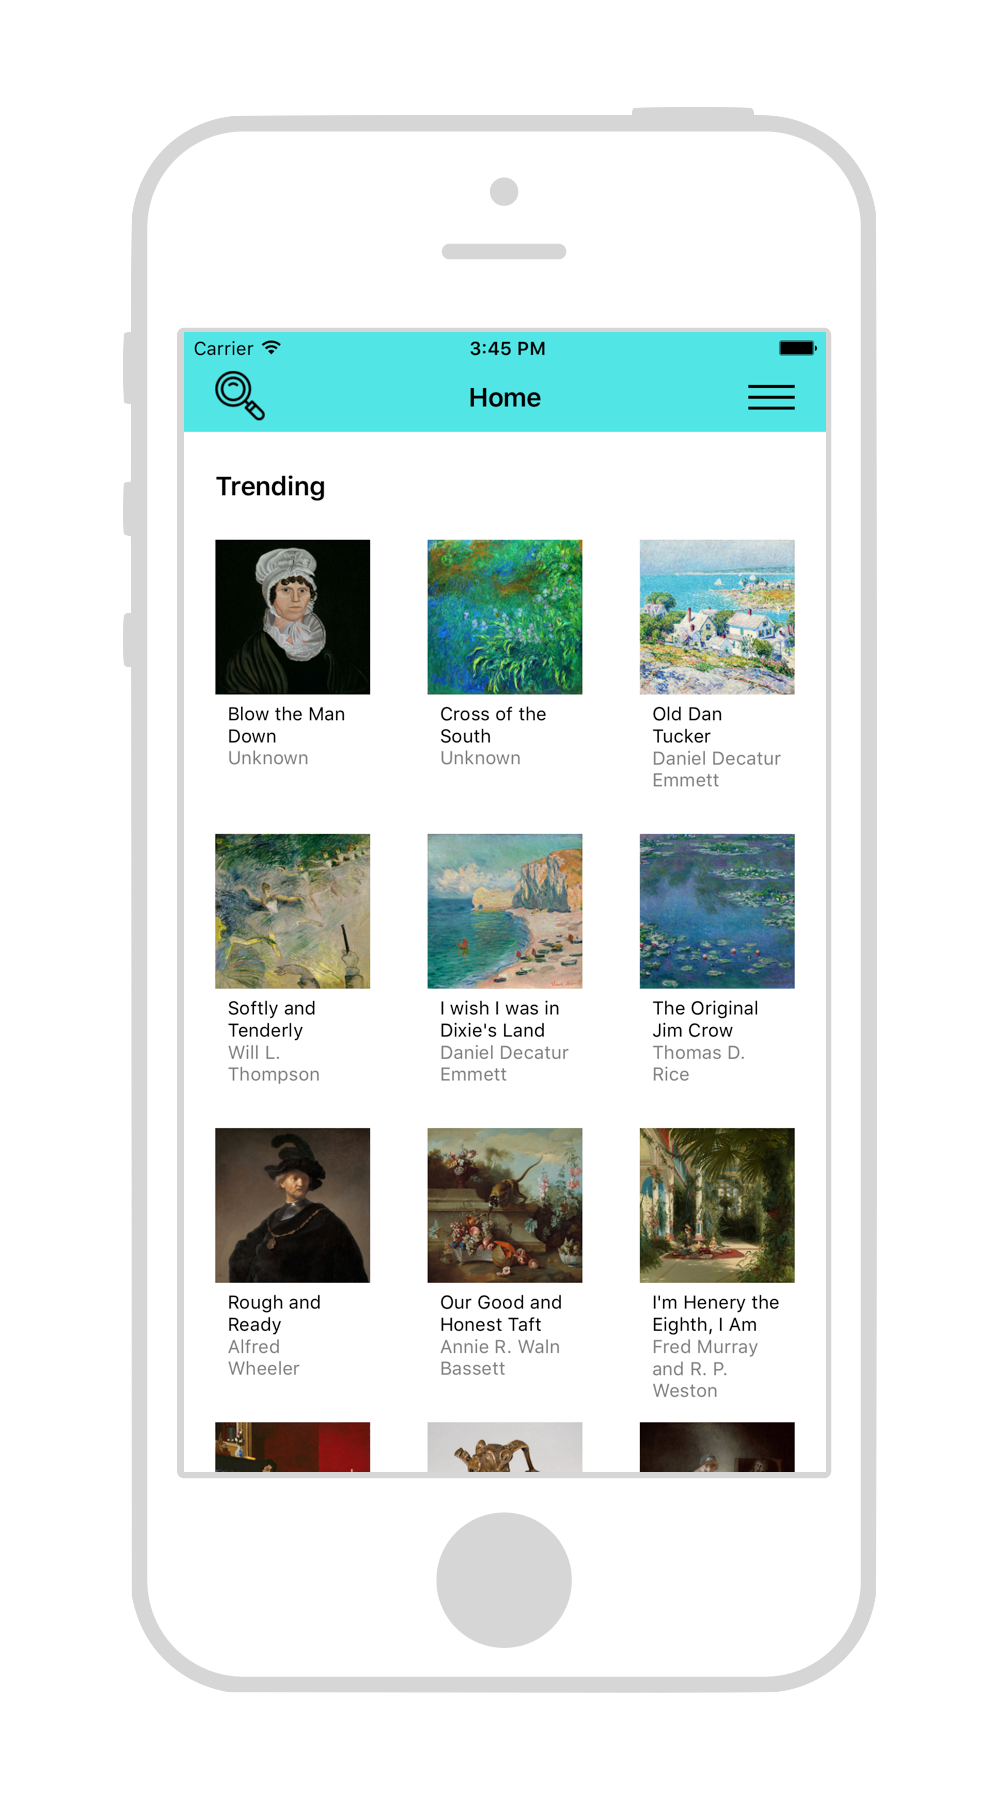 Carrier 3:45 PM
Home
Trending
Blow the Man
Down
Unknown
Cross of the
South
Unknown
Old Dan
Tucker
Daniel Decatur
Emmett
Softly and
Tenderly
Will L.
Thompson
I wish I was in
Dixie's Land
Daniel Decatur
Emmett
The Original
Jim Crow
Thomas D.
Rice
Rough and
Ready
Alfred
Wheeler
Our Good and
Honest Taft
Annie R. Waln
Bassett
I'm Henery the
Eighth, I Am
Fred Murray
and R. P.
Weston